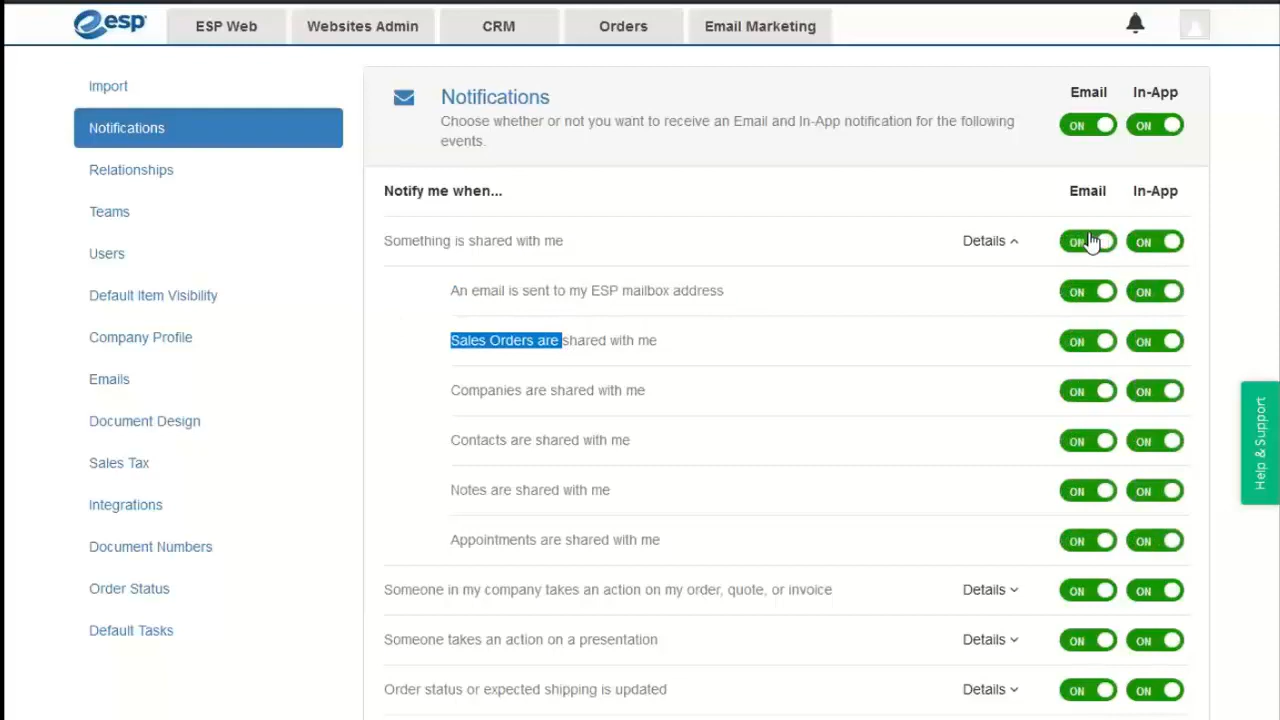 esp ESP Web Websites Admin CRM Orders Email Marketing
Import
Notifications
Relationships
Teams
Users
Default Item Visibility
Company Profile
Emails
Document Design
Sales Tax
Integrations
Document Numbers
Order Status
Default Tasks
Notifications Email In-App
Choose whether or not you want to receive an Email and In-App notification for the following ON ON
events.
Notify me when... Email In-App
Something is shared with me Details ON ON
An email is sent to my ESP mailbox address ON ON
Sales Orders are shared with me ON ON
Companies are shared with me ON ON
Contacts are shared with me ON ON
Notes are shared with me ON ON
Appointments are shared with me ON ON
Someone in my company takes an action on my order, quote, or invoice Details ON ON
Someone takes an action on a presentation Details ON ON
Order status or expected shipping is updated Details ON ON
Help & Support